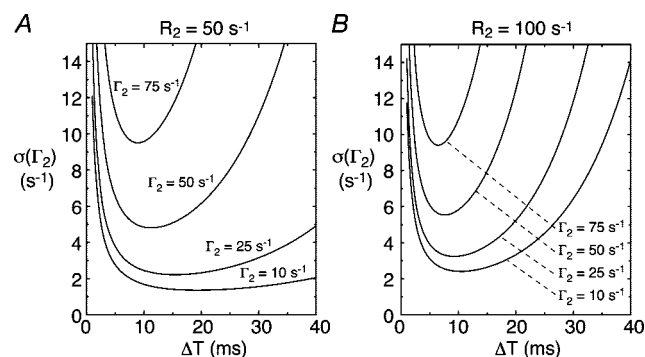 A
R₂ = 50 s⁻¹
14
12
10
8
6
4
2
0
σ(Γ₂)
(s⁻¹)
Γ₂ = 75 s⁻¹
Γ₂ = 50 s⁻¹
Γ₂ = 25 s⁻¹
Γ₂ = 10 s⁻¹
0 10 20 30 40
ΔT (ms)
B
R₂ = 100 s⁻¹
14
12
10
8
6
4
2
0
σ(Γ₂)
(s⁻¹)
Γ₂ = 75 s⁻¹
Γ₂ = 50 s⁻¹
Γ₂ = 25 s⁻¹
Γ₂ = 10 s⁻¹
0 10 20 30 40
ΔT (ms)